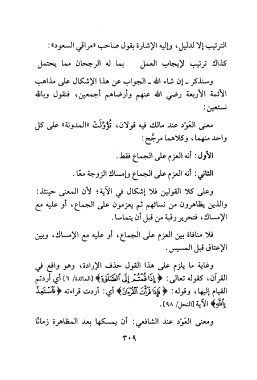 الترتيب إلا لدليل، وإليه الإشارة بقول صاحب «مراقي السعود»:
كذاك ترتيب لإيجاب العمل بما له الرجحان مما يحتمل
وسنذكر ـ إن شاء الله ـ الجواب عن هذا الإشكال على مذاهب
الأئمة الأربعة رضي الله عنهم وأرضاهم أجمعين، فنقول وبالله
نستعين:
معنى العَوْد عند مالك فيه قولان، تُؤُوِّلَتْ «المدونة» على كل
واحد منهما، وكلاهما مرجَّح:
الأول: أنه العزم على الجماع فقط.
الثاني: أنه العزم على الجماع وإمساك الزوجة معًا.
وعلى كلا القولين فلا إشكال في الآية؛ لأن المعنى حينئذ:
والذين يظاهرون من نسائهم ثم يعزمون على الجماع، أو عليه مع
الإمساك، فتحرير رقبة من قبل أن يتماسا.
فلا منافاة بين العزم على الجماع، أو عليه مع الإمساك، وبين
الإعتاق قبل المسيس.
وغاية ما يلزم على هذا القول حذف الإرادة، وهو واقع في
القرآن، كقوله تعالى: ﴿إِذَا قُمْتُمْ إِلَى الصَّلَاةِ﴾ [المائدة/ ٦] أي أردتم
القيام إليها، وقوله: ﴿فَإِذَا قَرَأْتَ الْقُرْآنَ﴾ أي: أردت قراءته ﴿فَاسْتَعِذْ
بِاللَّهِ﴾ الآية [النحل/ ٩٨].
ومعنى العَوْد عند الشافعي: أن يمسكها بعد المظاهرة زمانًا
٣٠٩